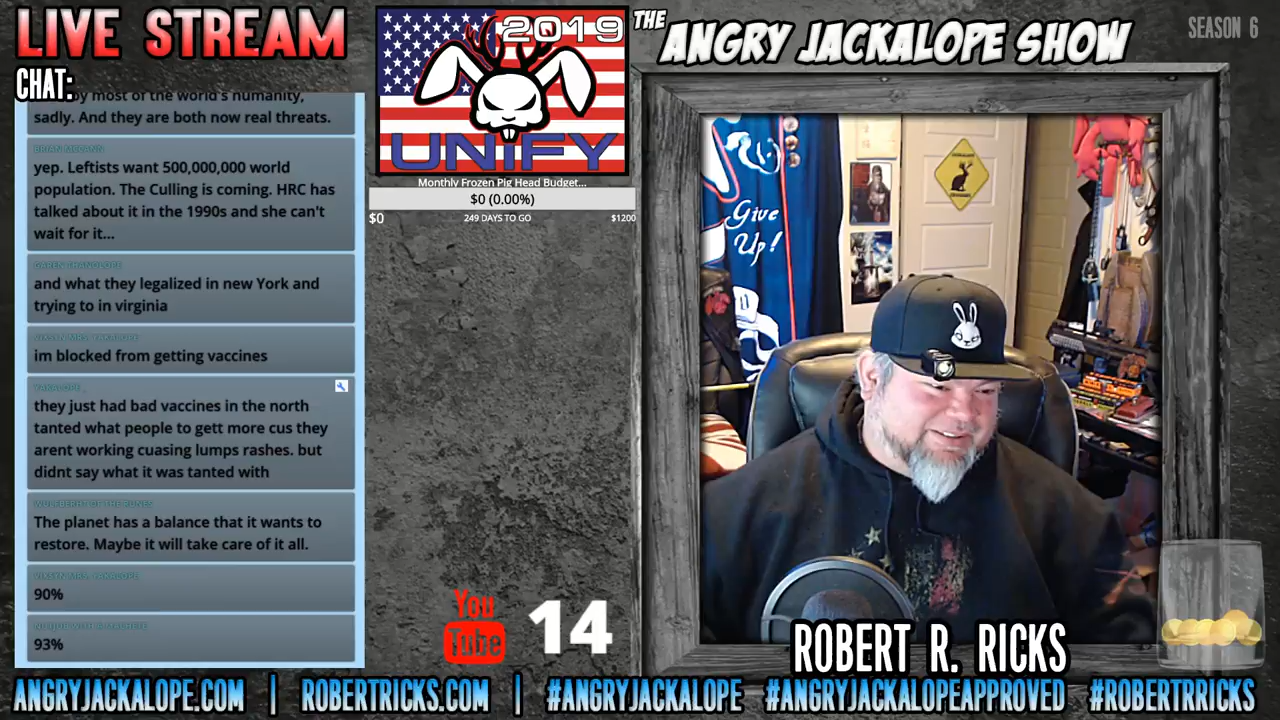 LIVE STREAM
CHAT:
by most of the world's humanity,
sadly. And they are both now real threats.
BRIAN MCCANN
yep. Leftists want 500,000,000 world
population. The Culling is coming. HRC has
talked about it in the 1990s and she can't
wait for it...
and what they legalized in new York and
trying to in virginia
im blocked from getting vaccines
YAKALOPE_
they just had bad vaccines in the north
tanted what people to gett more cus they
arent working cuasing lumps rashes. but
didnt say what it was tanted with
The planet has a balance that it wants to
restore. Maybe it will take care of it all.
90%
93%
2019
UNIFY
Monthly Frozen Pig Head Budget...
$0 (0.00%)
$0 249 DAYS TO GO $1200
You
Tube
14
THE ANGRY JACKALOPE SHOW
SEASON 6
Give
Up!
ROBERT R. RICKS
ANGRYJACKALOPE.COM | ROBERTRICKS.COM | #ANGRYJACKALOPE #ANGRYJACKALOPEAPPROVED #ROBERTRRICKS